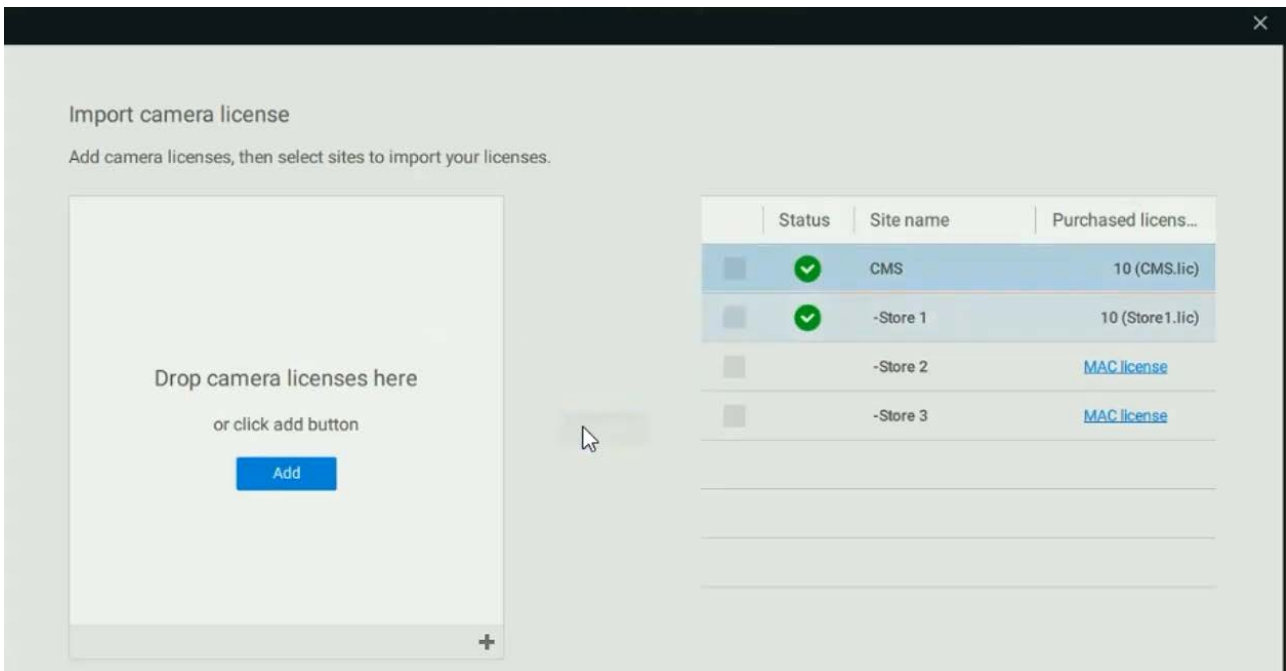 Import camera license
Add camera licenses, then select sites to import your licenses.
Drop camera licenses here
or click add button
Add
Status Site name Purchased licens...
CMS 10 (CMS.lic)
-Store 1 10 (Store1.lic)
-Store 2 MAC license
-Store 3 MAC license